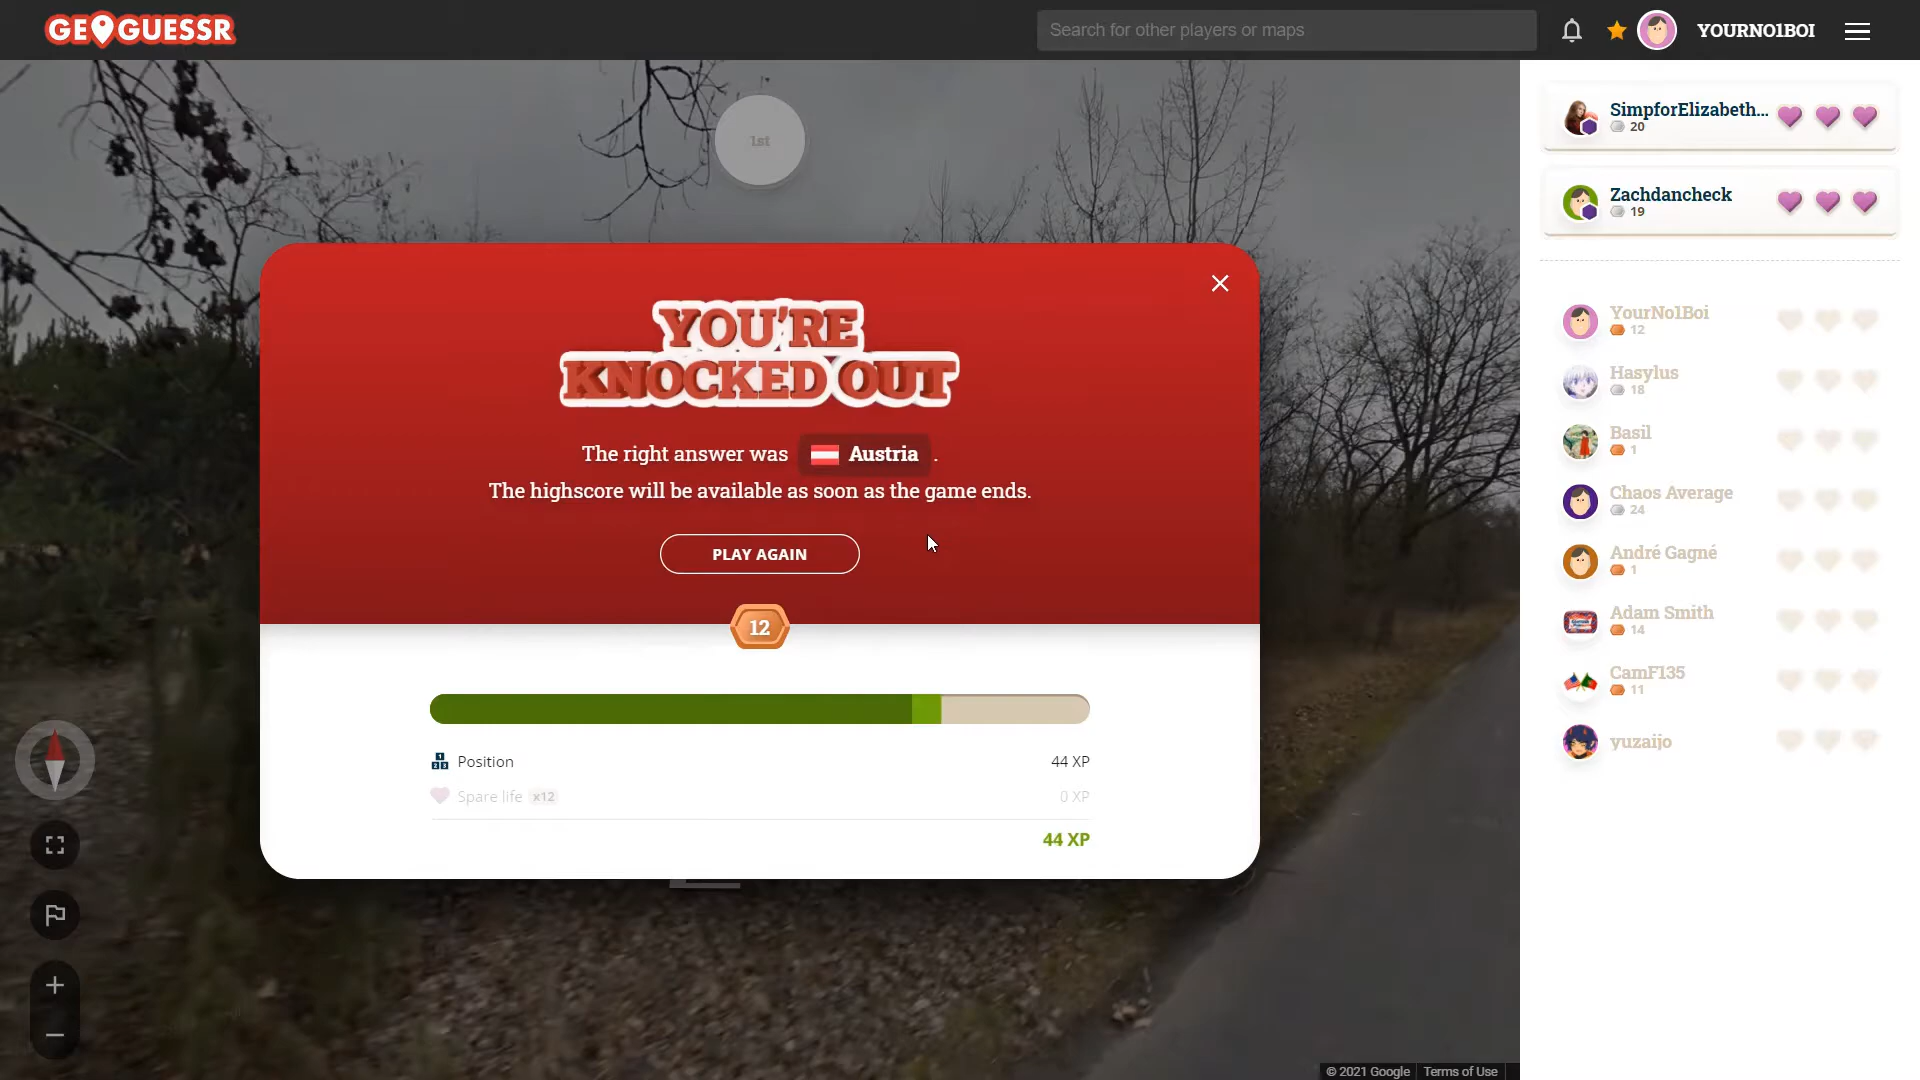 GEOGUESSR
Search for other players or maps
YOURNO1BOI
1st
YOU'RE
KNOCKED OUT
The right answer was Austria .
The highscore will be available as soon as the game ends.
PLAY AGAIN
12
Position 44 XP
Spare life x12 0 XP
44 XP
SimpforElizabeth...
20
Zachdancheck
19
YourNo1Boi
12
Hasylus
18
Basil
1
Chaos Average
24
André Gagné
1
Adam Smith
14
CamF135
11
yuzaijo
© 2021 Google Terms of Use